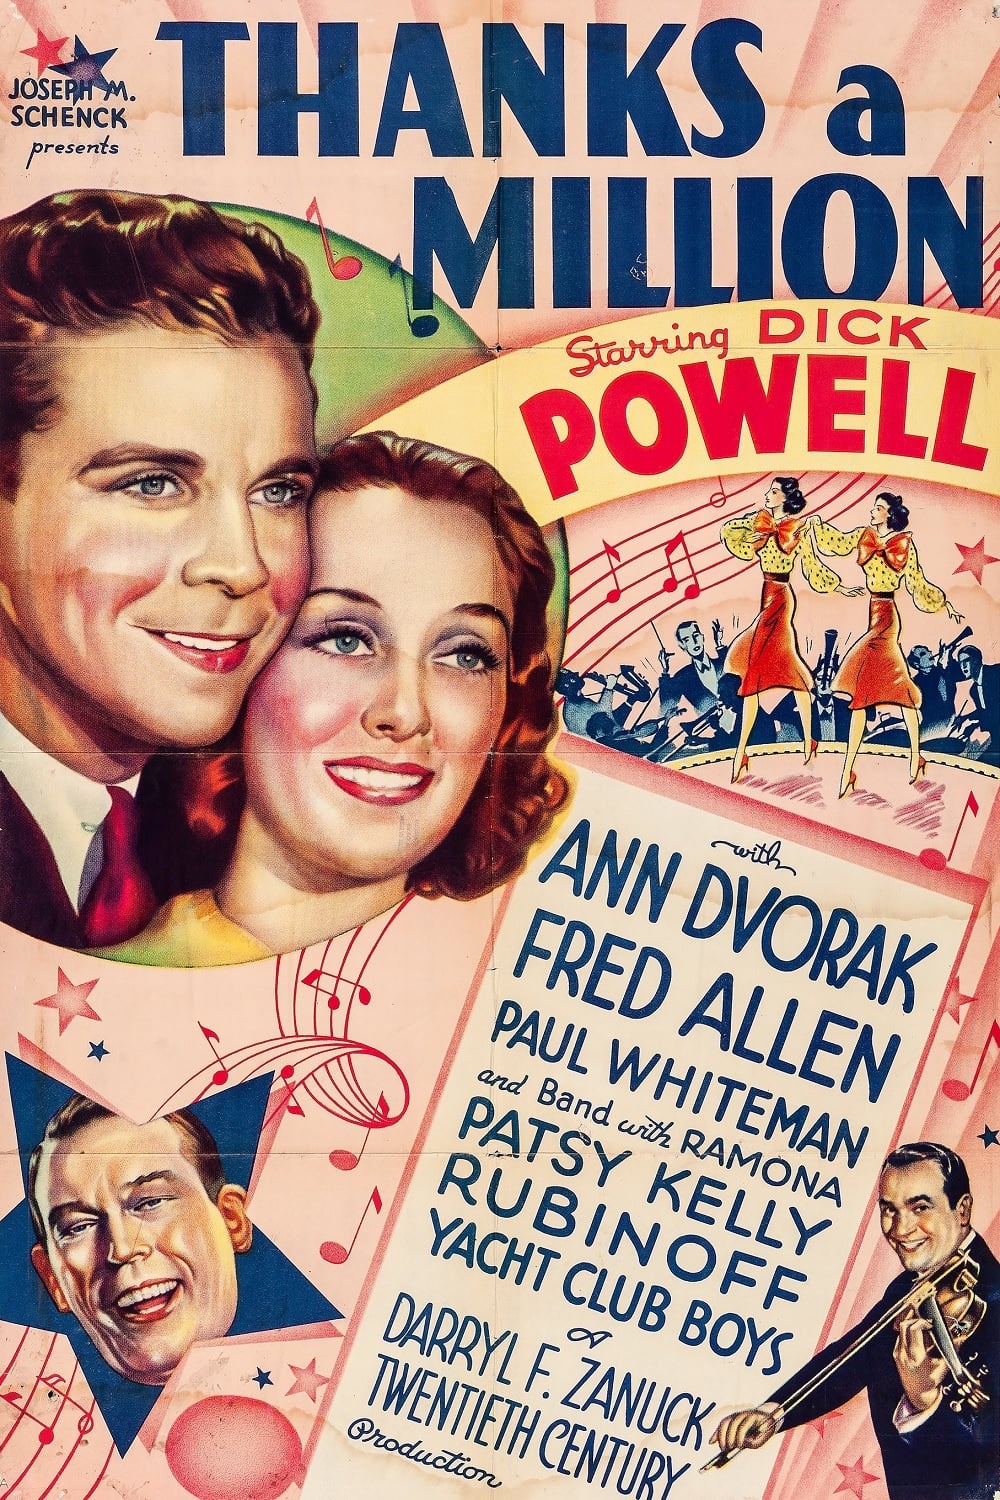 JOSEPH M.
SCHENCK
presents
THANKS a
MILLION
Starring DICK
POWELL
with
ANN DVORAK
FRED ALLEN
PAUL WHITEMAN
and Band with RAMONA
PATSY KELLY
RUBINOFF
YACHT CLUB BOYS
A
DARRYL F. ZANUCK
TWENTIETH CENTURY
Production